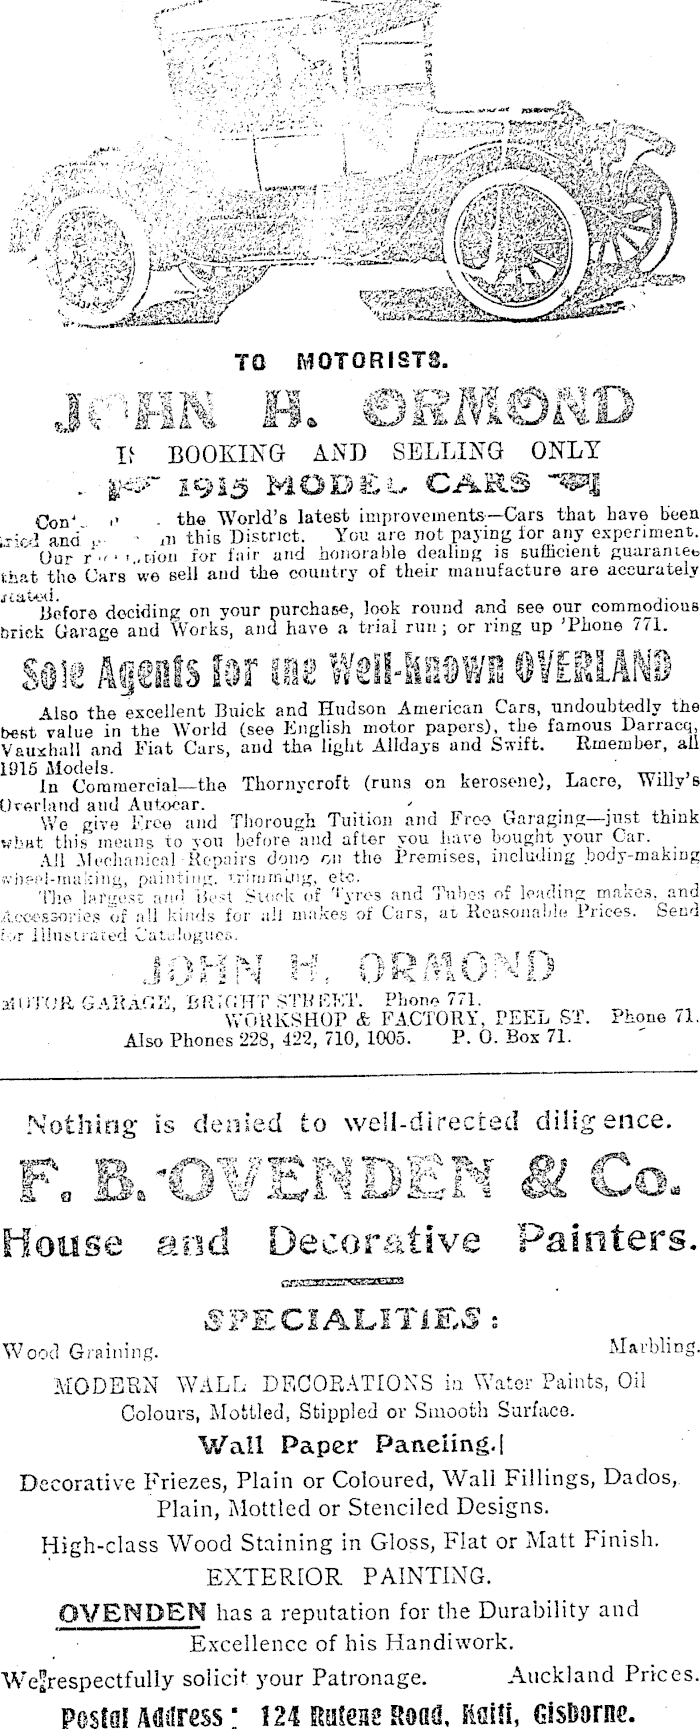 TO MOTORISTS.
JOHN H. ORMOND
IS BOOKING AND SELLING ONLY
1915 MODEL CARS
the World's latest improvements—Cars that have been
tried and in this District. You are not paying for any experiment.
Our for fair and honorable dealing is sufficient guarantee
that the Cars we sell and the country of their manufacture are accurately
stated.
Before deciding on your purchase, look round and see our commodious
brick Garage and Works, and have a trial run; or ring up 'Phone 771.
Sole Agents for the Well-Known OVERLAND
Also the excellent Buick and Hudson American Cars, undoubtedly the
best value in the World (see English motor papers), the famous Darracq,
Vauxhall and Fiat Cars, and the light Alldays and Swift. Rmember, all
1915 Models.
In Commercial—the Thornycroft (runs on kerosene), Lacre, Willy's
Overland and Autocar.
We give Free and Thorough Tuition and Free Garaging—just think
what this means to you before and after you have bought your Car.
All Mechanical Repairs done on the Premises, including body-making
wheel-making, painting, trimming, etc.
The largest and Best Stock of Tyres and Tubes of leading makes, and
Accessories of all kinds for all makes of Cars, at Reasonable Prices. Send
for Illustrated Catalogues.
JOHN H. ORMOND
MOTOR GARAGE, BRIGHT STREET. Phone 771.
WORKSHOP & FACTORY, PEEL ST. Phone 71.
Also Phones 228, 422, 710, 1005. P. O. Box 71.
Nothing is denied to well-directed diligence.
F. B. OVENDEN & Co.
House and Decorative Painters.
SPECIALITIES:
Wood Graining. Marbling.
MODERN WALL DECORATIONS in Water Paints, Oil
Colours, Mottled, Stippled or Smooth Surface.
Wall Paper Paneling.
Decorative Friezes, Plain or Coloured, Wall Fillings, Dados,
Plain, Mottled or Stenciled Designs.
High-class Wood Staining in Gloss, Flat or Matt Finish.
EXTERIOR PAINTING.
OVENDEN has a reputation for the Durability and
Excellence of his Handiwork.
We respectfully solicit your Patronage. Auckland Prices.
Postal Address: 124 Rutene Road, Kaiti, Gisborne.